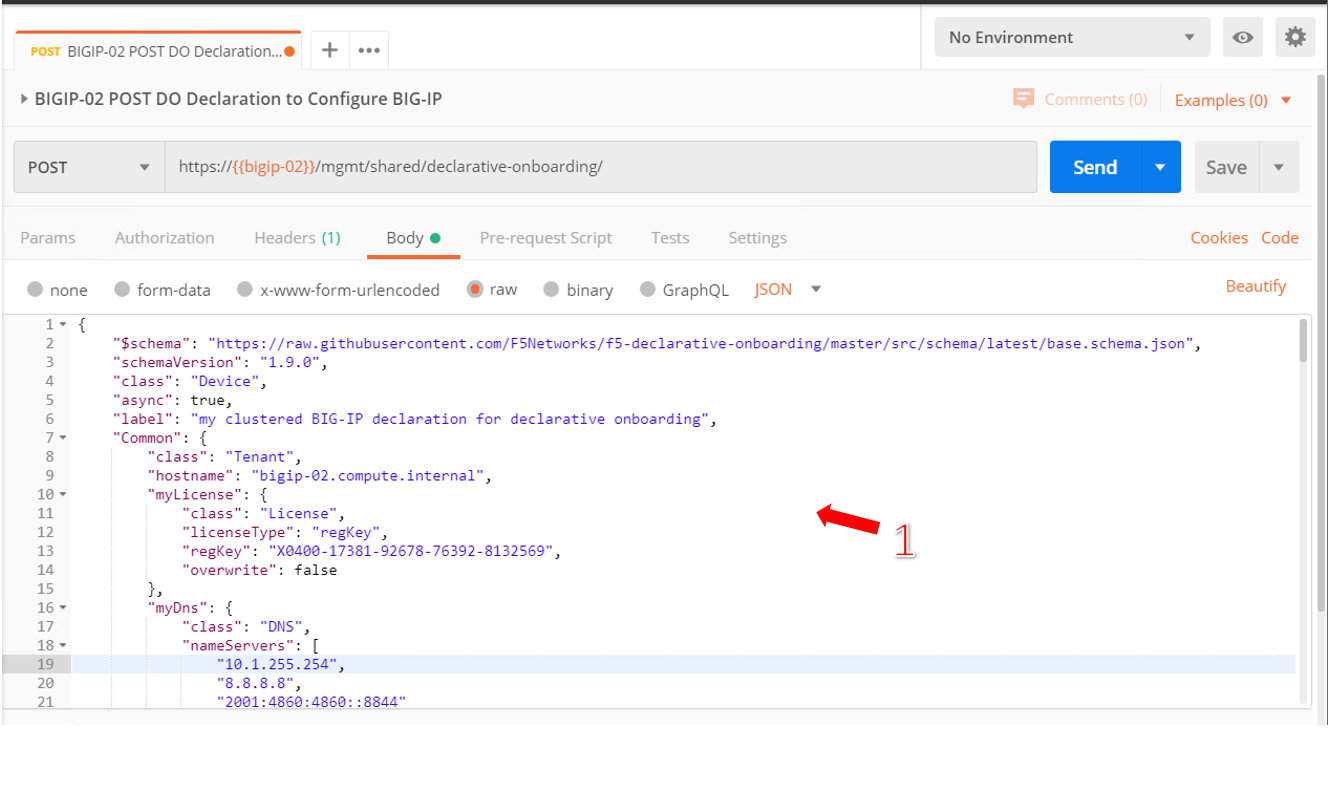 POST BIGIP-02 POST DO Declaration...
No Environment
BIGIP-02 POST DO Declaration to Configure BIG-IP
Comments (0)
Examples (0)
POST
https://{{bigip-02}}/mgmt/shared/declarative-onboarding/
Send
Save
Params Authorization Headers (1) Body Pre-request Script Tests Settings Cookies Code
none form-data x-www-form-urlencoded raw binary GraphQL JSON Beautify
1 {
2 "$schema": "https://raw.githubusercontent.com/F5Networks/f5-declarative-onboarding/master/src/schema/latest/base.schema.json",
3 "schemaVersion": "1.9.0",
4 "class": "Device",
5 "async": true,
6 "label": "my clustered BIG-IP declaration for declarative onboarding",
7 "Common": {
8 "class": "Tenant",
9 "hostname": "bigip-02.compute.internal",
10 "myLicense": {
11 "class": "License",
12 "licenseType": "regKey",
13 "regKey": "X0400-17381-92678-76392-8132569",
14 "overwrite": false
15 },
16 "myDns": {
17 "class": "DNS",
18 "nameServers": [
19 "10.1.255.254",
20 "8.8.8.8",
21 "2001:4860:4860::8844"
1